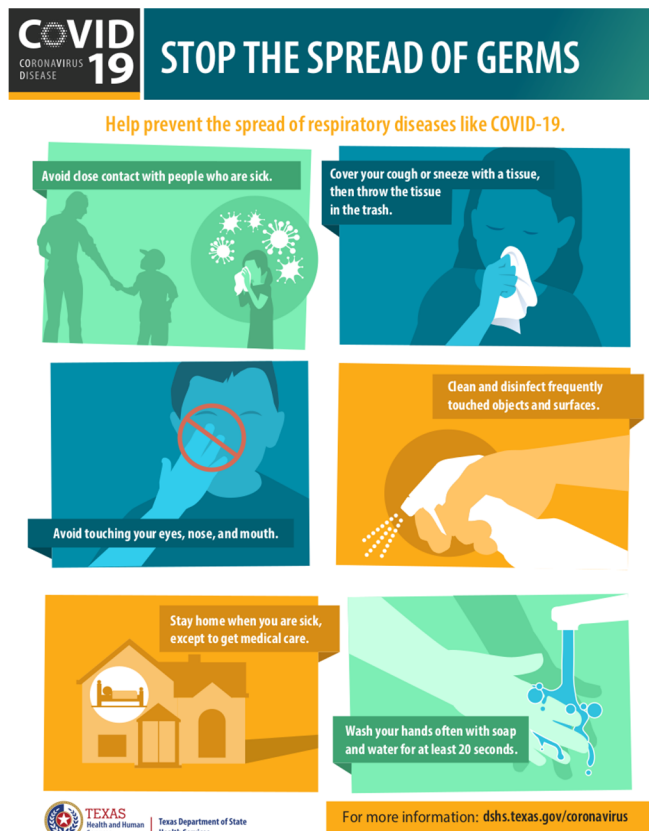 COVID
CORONAVIRUS
DISEASE
19
STOP THE SPREAD OF GERMS
Help prevent the spread of respiratory diseases like COVID-19.
Avoid close contact with people who are sick.
Cover your cough or sneeze with a tissue,
then throw the tissue
in the trash.
Avoid touching your eyes, nose, and mouth.
Clean and disinfect frequently
touched objects and surfaces.
Stay home when you are sick,
except to get medical care.
Wash your hands often with soap
and water for at least 20 seconds.
TEXAS
Health and Human
Texas Department of State
For more information: dshs.texas.gov/coronavirus